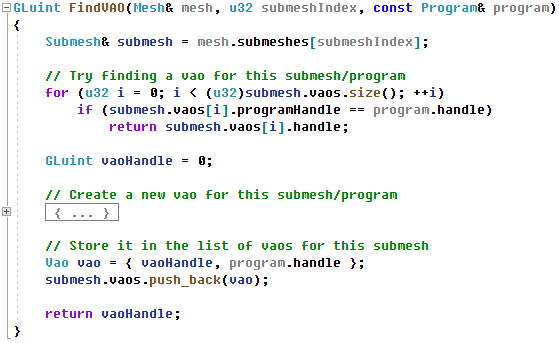 GLuint FindVAO(Mesh& mesh, u32 submeshIndex, const Program& program)
{
    Submesh& submesh = mesh.submeshes[submeshIndex];

    // Try finding a vao for this submesh/program
    for (u32 i = 0; i < (u32)submesh.vaos.size(); ++i)
        if (submesh.vaos[i].programHandle == program.handle)
            return submesh.vaos[i].handle;

    GLuint vaoHandle = 0;

    // Create a new vao for this submesh/program
    { ... }

    // Store it in the list of vaos for this submesh
    Vao vao = { vaoHandle, program.handle };
    submesh.vaos.push_back(vao);

    return vaoHandle;
}